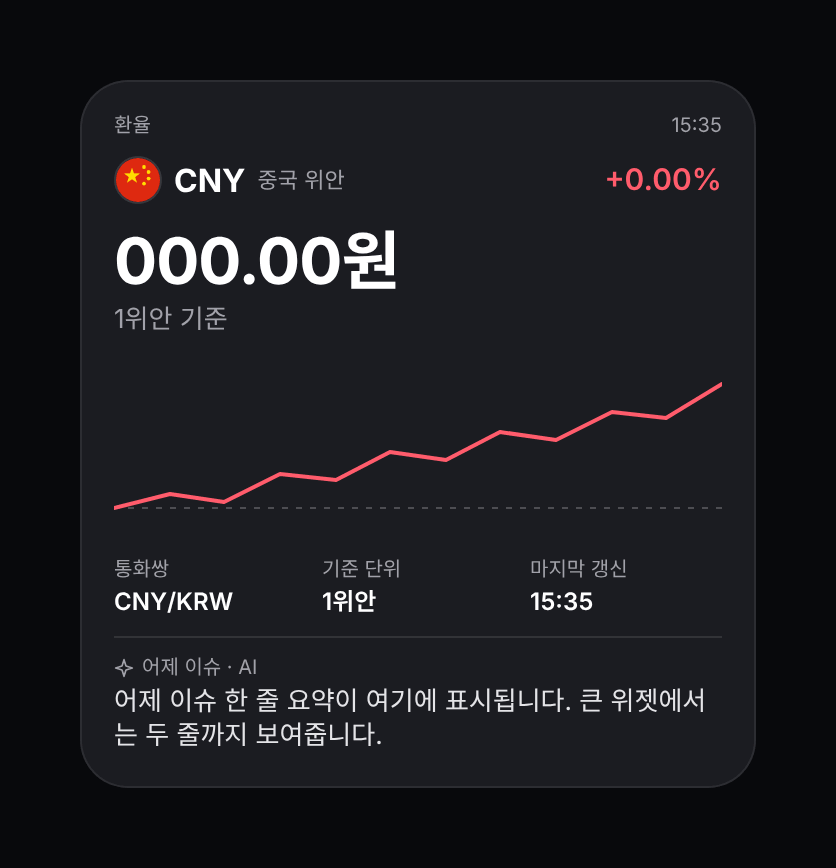 환율
15:35
CNY 중국 위안
+0.00%
000.00원
1위안 기준
통화쌍
기준 단위
마지막 갱신
CNY/KRW
1위안
15:35
어제 이슈 · AI
어제 이슈 한 줄 요약이 여기에 표시됩니다. 큰 위젯에서
는 두 줄까지 보여줍니다.